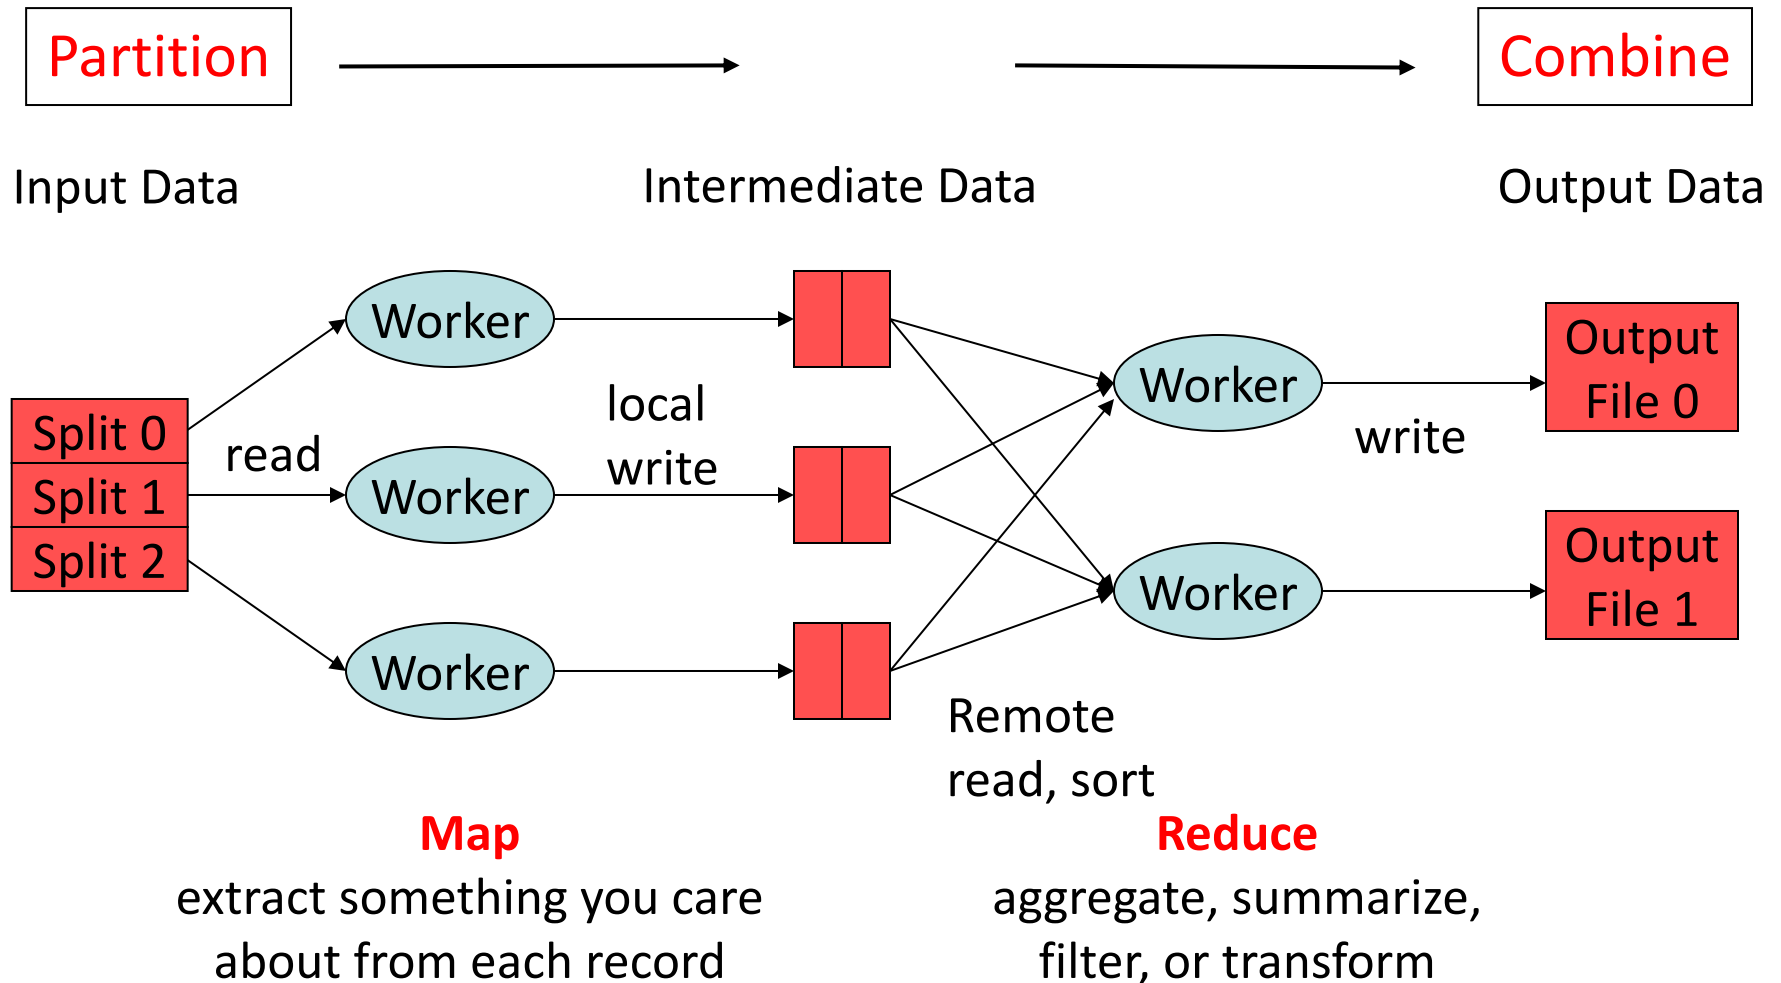 Partition
Combine
Input Data
Intermediate Data
Output Data
Worker
Worker
Worker
Split 0
Split 1
Split 2
read
local
write
Worker
Worker
write
Output
File 0
Output
File 1
Remote
read, sort
Map
extract something you care
about from each record
Reduce
aggregate, summarize,
filter, or transform